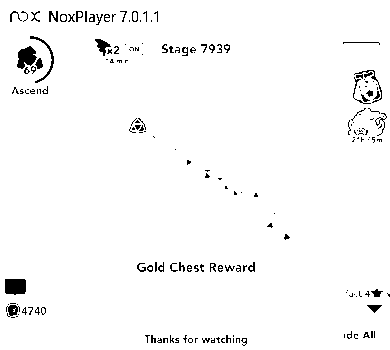 nox NoxPlayer 7.0.1.1
x2 ON Stage 7939
69
Ascend
Gold Chest Reward
4740
Thanks for watching
ide All